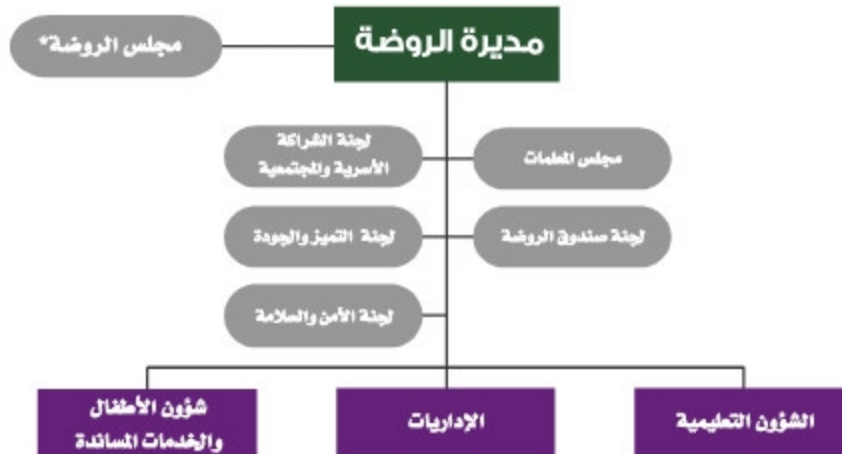 مديرة الروضة
مجلس الروضة*
مجلس المعلمات
لجنة الشراكة
الأسرية والمجتمعية
لجنة صندوق الروضة
لجنة التميز والجودة
لجنة الأمن والسلامة
الشؤون التعليمية
الإداريات
شؤون الأطفال
والخدمات المساندة